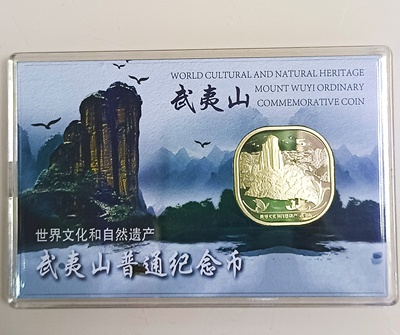 WORLD CULTURAL AND NATURAL HERITAGE
武夷山
MOUNT WUYI ORDINARY
COMMEMORATIVE COIN
世界文化和自然遗产
武夷山普通纪念币